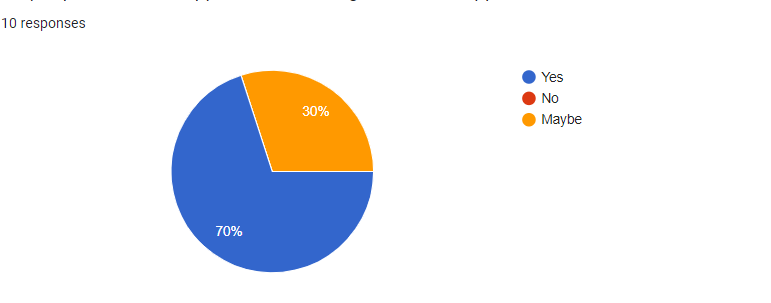 10 responses
Yes
No
Maybe
30%
70%